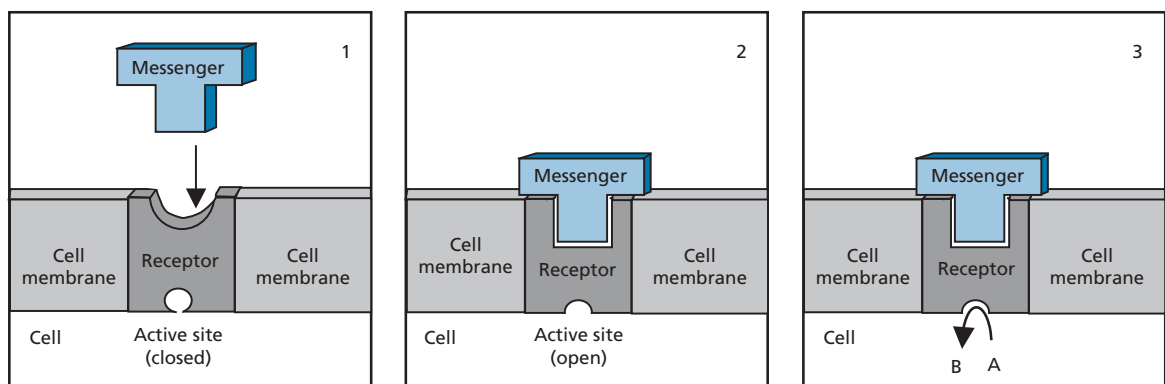 1
Messenger
Cell
membrane
Receptor
Cell
membrane
Cell
Active site
(closed)
2
Messenger
Cell
membrane
Receptor
Cell
membrane
Cell
Active site
(open)
3
Messenger
Cell
membrane
Receptor
Cell
membrane
Cell
B A